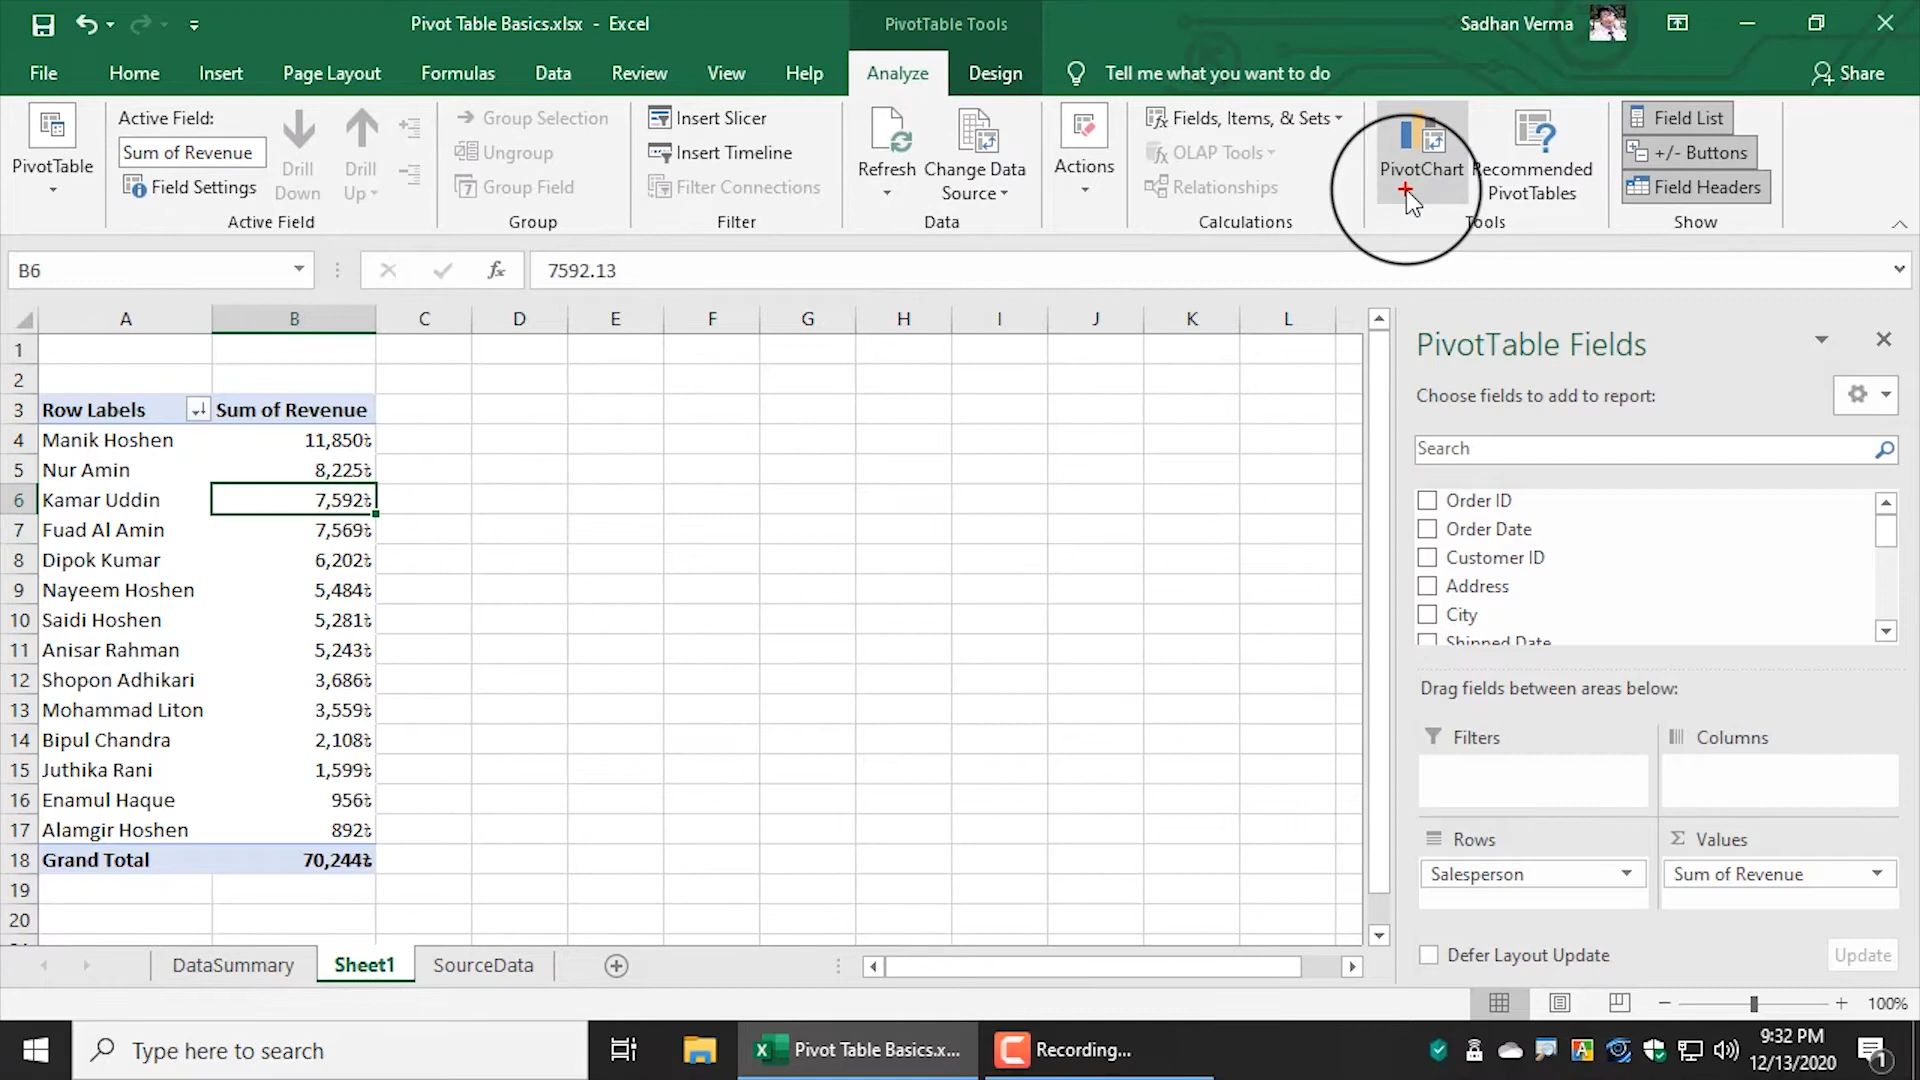 Pivot Table Basics.xlsx - Excel
PivotTable Tools
Sadhan Verma
File Home Insert Page Layout Formulas Data Review View Help Analyze Design Tell me what you want to do Share
PivotTable
Active Field:
Sum of Revenue
Field Settings
Drill Down
Drill Up
Active Field
Group Selection
Ungroup
Group Field
Group
Insert Slicer
Insert Timeline
Filter Connections
Filter
Refresh
Change Data Source
Data
Actions
Fields, Items, & Sets
OLAP Tools
Relationships
Calculations
PivotChart
Recommended PivotTables
Tools
Field List
+/- Buttons
Field Headers
Show
B6
fx
7592.13
A B C D E F G H I J K L
1
2
3 Row Labels Sum of Revenue
4 Manik Hoshen 11,850৳
5 Nur Amin 8,225৳
6 Kamar Uddin 7,592৳
7 Fuad Al Amin 7,569৳
8 Dipok Kumar 6,202৳
9 Nayeem Hoshen 5,484৳
10 Saidi Hoshen 5,281৳
11 Anisar Rahman 5,243৳
12 Shopon Adhikari 3,686৳
13 Mohammad Liton 3,559৳
14 Bipul Chandra 2,108৳
15 Juthika Rani 1,599৳
16 Enamul Haque 956৳
17 Alamgir Hoshen 892৳
18 Grand Total 70,244৳
19
20
PivotTable Fields
Choose fields to add to report:
Search
Order ID
Order Date
Customer ID
Address
City
Shipped Date
Drag fields between areas below:
Filters
Columns
Rows
Values
Salesperson
Sum of Revenue
Defer Layout Update
Update
DataSummary Sheet1 SourceData
100%
Type here to search
Pivot Table Basics.x...
Recording...
9:32 PM
12/13/2020
1